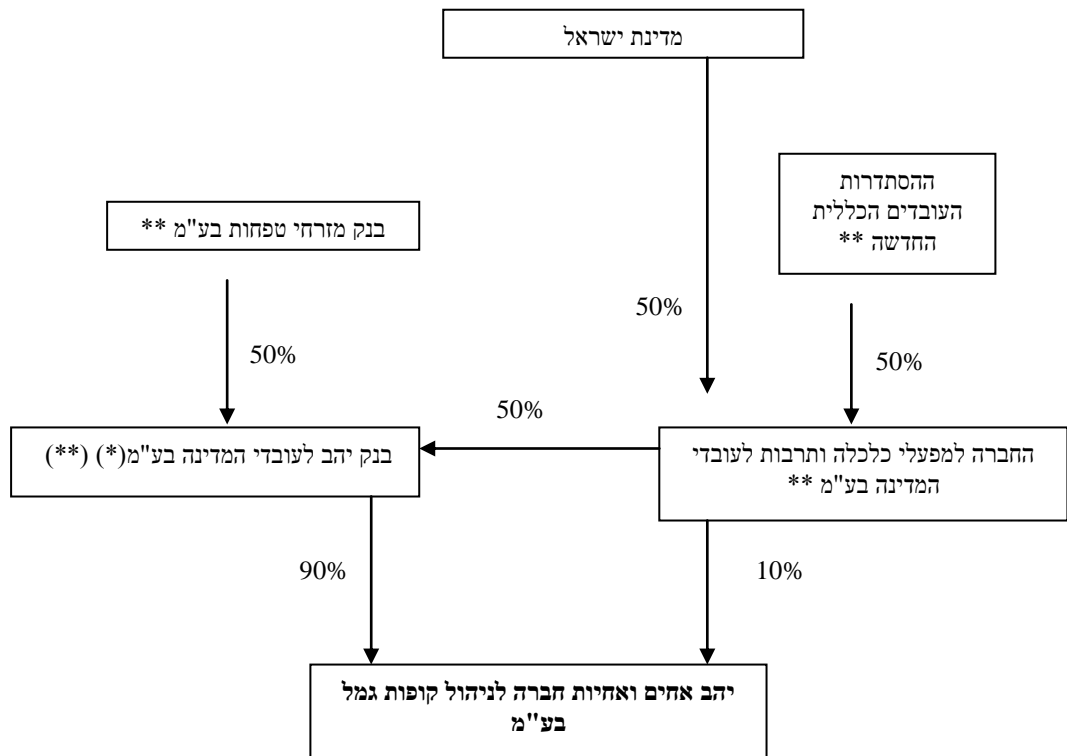 מדינת ישראל
ההסתדרות
העובדים הכללית
החדשה **
בנק מזרחי טפחות בע"מ **
50%
50%
50%
50%
החברה למפעלי כלכלה ותרבות לעובדי
המדינה בע"מ **
בנק יהב לעובדי המדינה בע"מ(*) (**)
10%
90%
יהב אחים ואחיות חברה לניהול קופות גמל
בע"מ